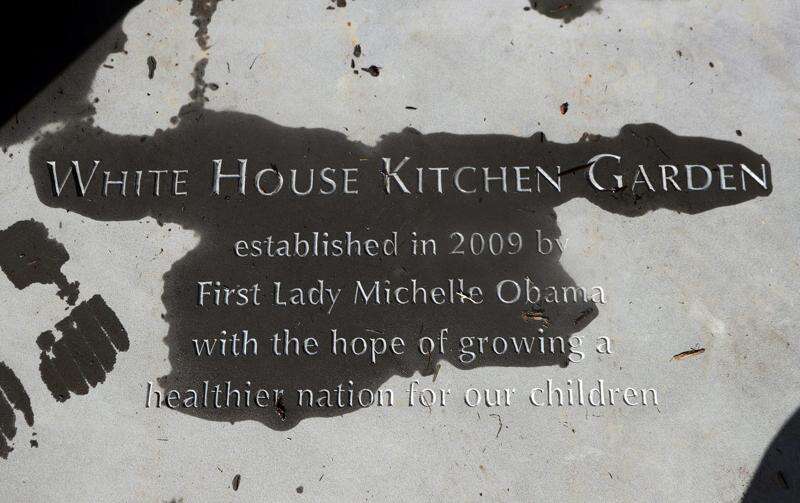 White House Kitchen Garden
established in 2009 by
First Lady Michelle Obama
with the hope of growing a
healthier nation for our children